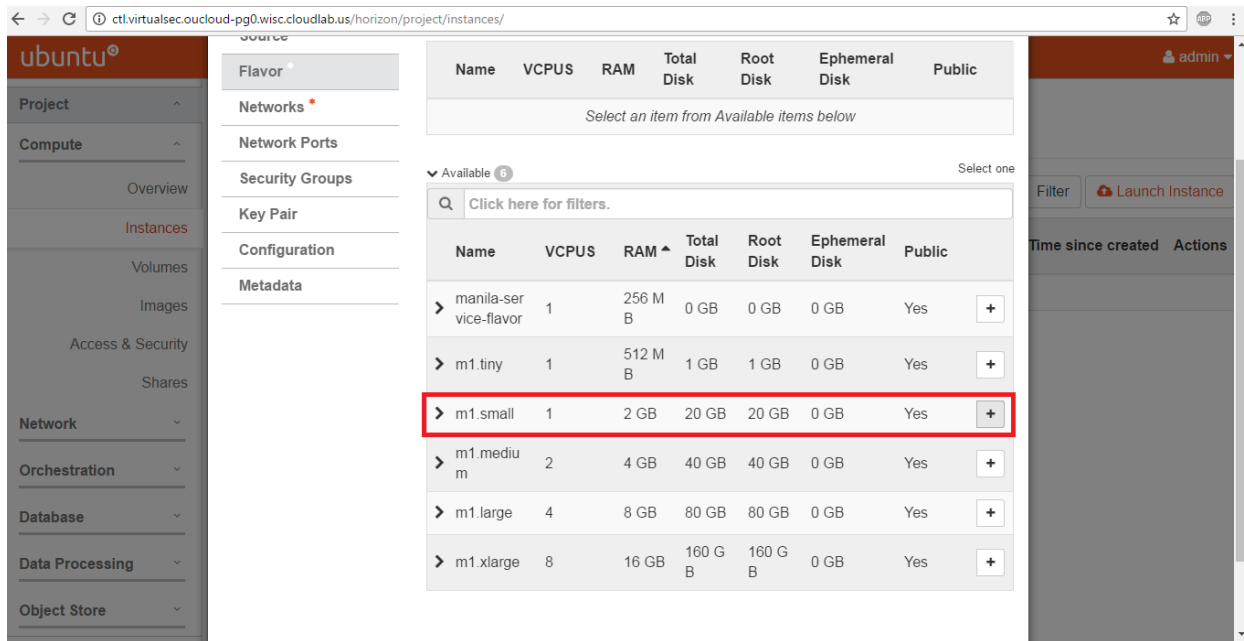 ctl.virtualsec.oucloud-pg0.wisc.cloudlab.us/horizon/project/instances/
ABP
ubuntu
admin
Project
Compute
Overview
Instances
Volumes
Images
Access & Security
Shares
Network
Orchestration
Database
Data Processing
Object Store
Source
Flavor
Networks *
Network Ports
Security Groups
Key Pair
Configuration
Metadata
Name VCPUS RAM Total Disk Root Disk Ephemeral Disk Public
Select an item from Available items below
Available 6 Select one
Click here for filters.
Name VCPUS RAM Total Disk Root Disk Ephemeral Disk Public
manila-service-flavor 1 256 MB 0 GB 0 GB 0 GB Yes +
m1.tiny 1 512 MB 1 GB 1 GB 0 GB Yes +
m1.small 1 2 GB 20 GB 20 GB 0 GB Yes +
m1.medium 2 4 GB 40 GB 40 GB 0 GB Yes +
m1.large 4 8 GB 80 GB 80 GB 0 GB Yes +
m1.xlarge 8 16 GB 160 GB 160 GB 0 GB Yes +
Filter Launch Instance
Time since created Actions